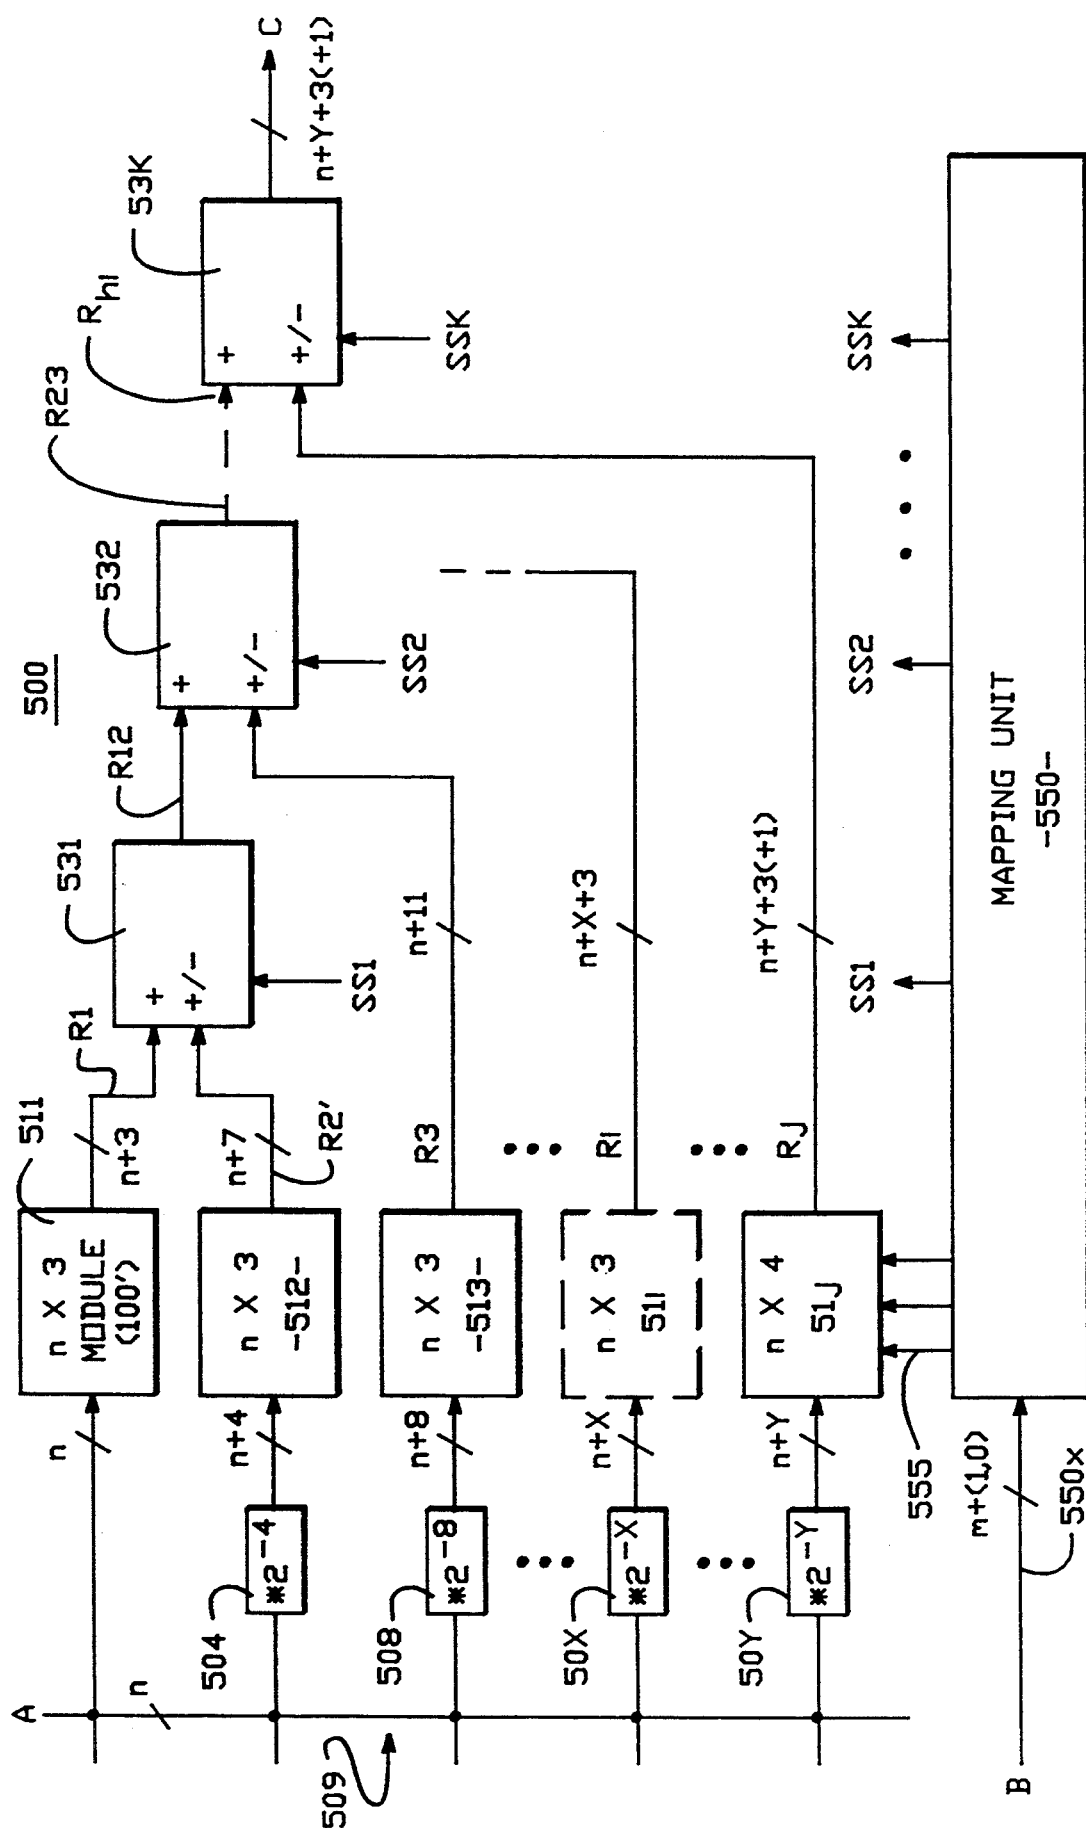 500
A
n
509
n
n X 3
MODULE
(100')
511
n+3
R1
504
*2⁻⁴
n+4
n X 3
-512-
n+7
R2'
531
+
+/-
SS1
R12
508
*2⁻⁸
n+8
n X 3
-513-
R3
n+11
532
+
+/-
SS2
R23
R_hi
50X
*2^-X
n+X
n X 3
51i
Ri
n+X+3
53K
+
+/-
SSK
C
n+Y+3(+1)
50Y
*2^-Y
n+Y
n X 4
51J
RJ
n+Y+3(+1)
555
SS1
SS2
SSK
B
m+(1,0)
550x
MAPPING UNIT
-550-